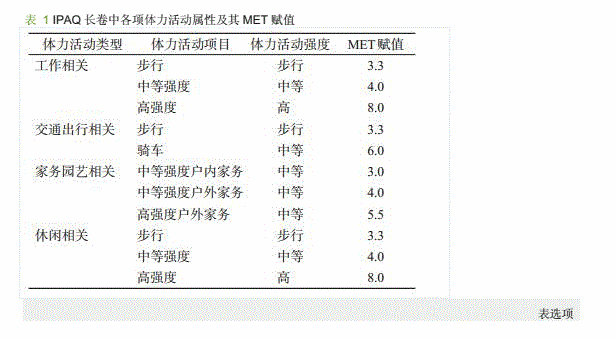 表 1 IPAQ 长卷中各项体力活动属性及其 MET 赋值
体力活动类型 体力活动项目 体力活动强度 MET赋值
工作相关 步行 步行 3.3
中等强度 中等 4.0
高强度 高 8.0
交通出行相关 步行 步行 3.3
骑车 中等 6.0
家务园艺相关 中等强度户内家务 中等 3.0
中等强度户外家务 中等 4.0
高强度户外家务 中等 5.5
休闲相关 步行 步行 3.3
中等强度 中等 4.0
高强度 高 8.0
表选项